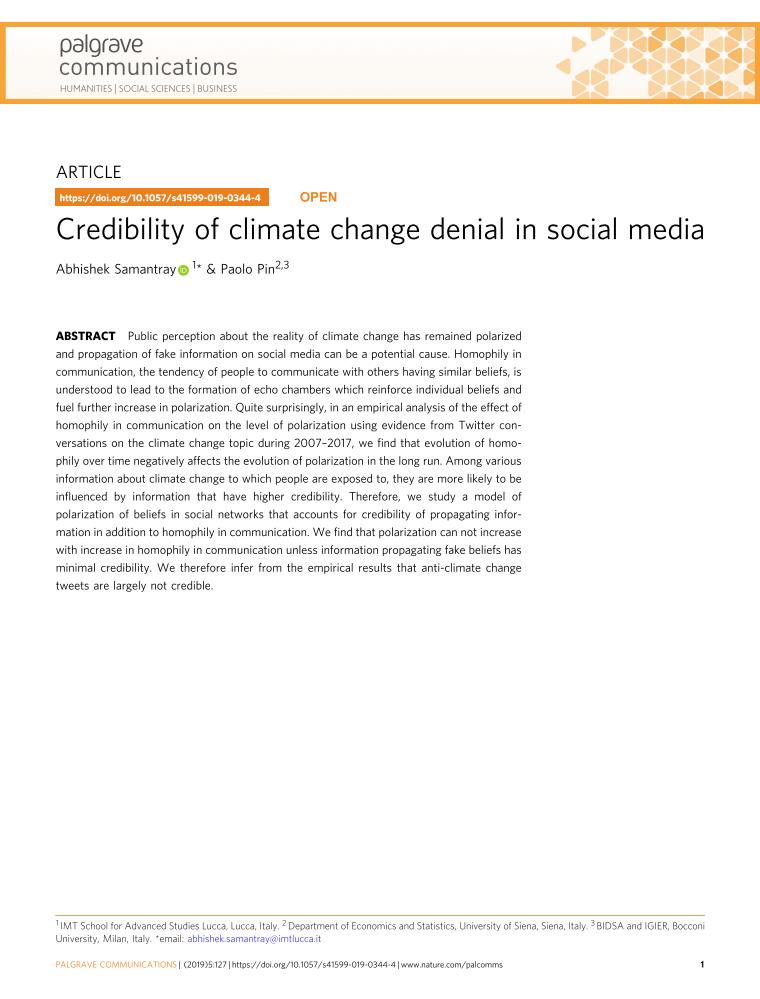 palgrave
communications
HUMANITIES | SOCIAL SCIENCES | BUSINESS
ARTICLE
https://doi.org/10.1057/s41599-019-0344-4 OPEN
Credibility of climate change denial in social media
Abhishek Samantray iD 1* & Paolo Pin2,3
ABSTRACT Public perception about the reality of climate change has remained polarized
and propagation of fake information on social media can be a potential cause. Homophily in
communication, the tendency of people to communicate with others having similar beliefs, is
understood to lead to the formation of echo chambers which reinforce individual beliefs and
fuel further increase in polarization. Quite surprisingly, in an empirical analysis of the effect of
homophily in communication on the level of polarization using evidence from Twitter con-
versations on the climate change topic during 2007–2017, we find that evolution of homo-
phily over time negatively affects the evolution of polarization in the long run. Among various
information about climate change to which people are exposed to, they are more likely to be
influenced by information that have higher credibility. Therefore, we study a model of
polarization of beliefs in social networks that accounts for credibility of propagating infor-
mation in addition to homophily in communication. We find that polarization can not increase
with increase in homophily in communication unless information propagating fake beliefs has
minimal credibility. We therefore infer from the empirical results that anti-climate change
tweets are largely not credible.
1 IMT School for Advanced Studies Lucca, Lucca, Italy. 2 Department of Economics and Statistics, University of Siena, Siena, Italy. 3 BIDSA and IGIER, Bocconi
University, Milan, Italy. *email: abhishek.samantray@imtlucca.it
PALGRAVE COMMUNICATIONS | (2019) 5:127 | https://doi.org/10.1057/s41599-019-0344-4 | www.nature.com/palcomms 1